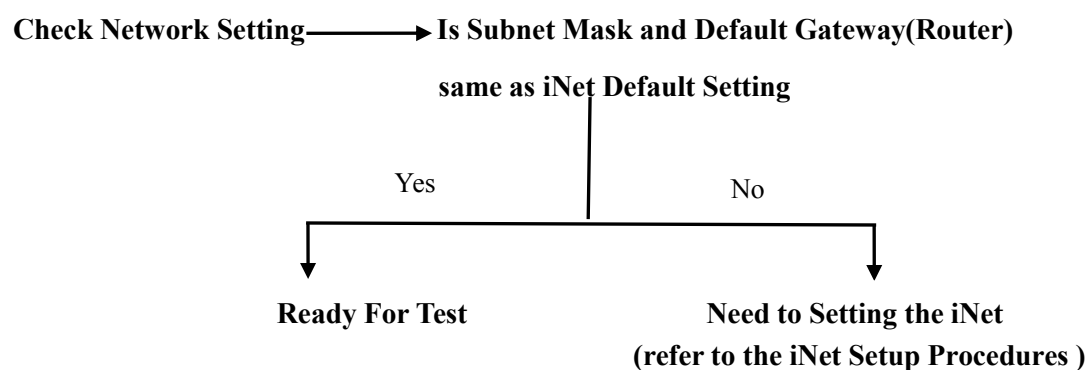 Check Network Setting
Is Subnet Mask and Default Gateway(Router)
same as iNet Default Setting
Yes
No
Ready For Test
Need to Setting the iNet
(refer to the iNet Setup Procedures )